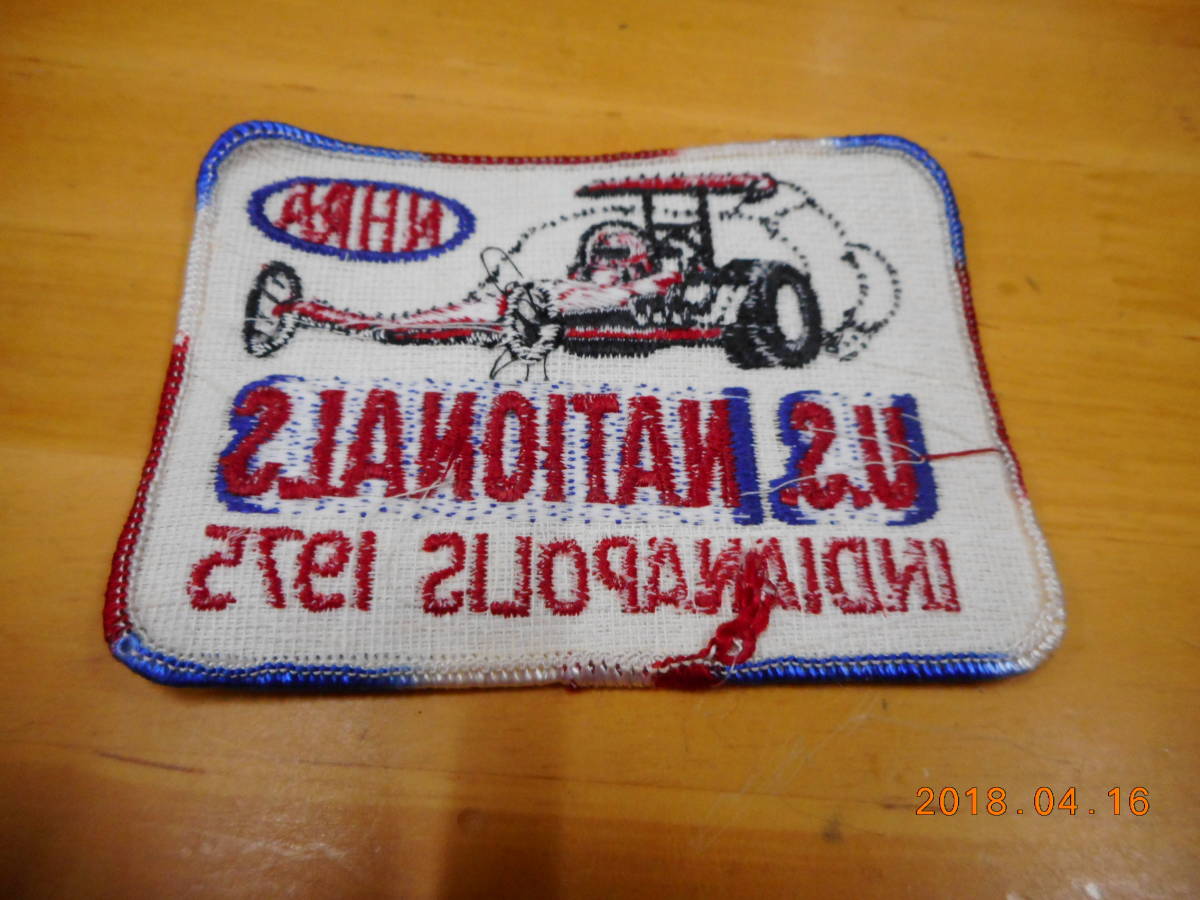 NHRA
U.S. NATIONALS
INDIANAPOLIS 1975
2018.04.16